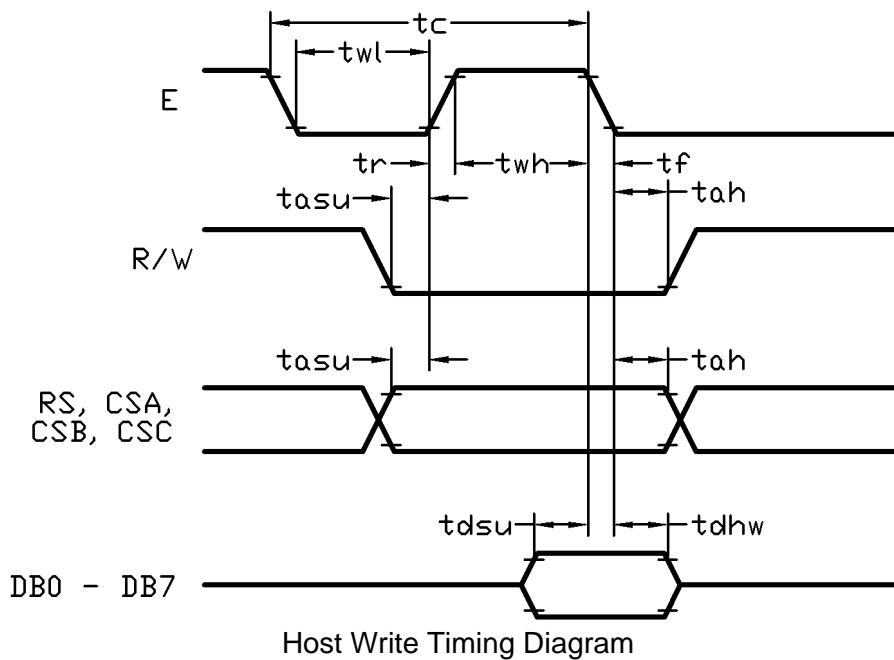 tc
twl
E
tr
twh
tf
tasu
tah
R/W
tasu
tah
RS, CSA,
CSB, CSC
tdsu
tdhw
DB0 - DB7
Host Write Timing Diagram